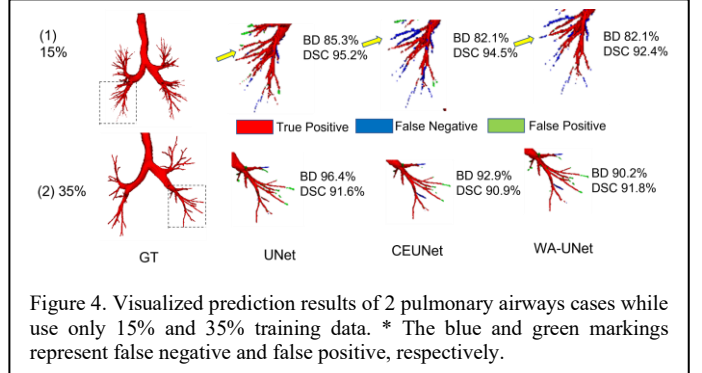 (1)
15%
BD 85.3%
DSC 95.2%
BD 82.1%
DSC 94.5%
BD 82.1%
DSC 92.4%
True Positive
False Negative
False Positive
(2) 35%
BD 96.4%
DSC 91.6%
BD 92.9%
DSC 90.9%
BD 90.2%
DSC 91.8%
GT
UNet
CEUNet
WA-UNet
Figure 4. Visualized prediction results of 2 pulmonary airways cases while
use only 15% and 35% training data. * The blue and green markings
represent false negative and false positive, respectively.